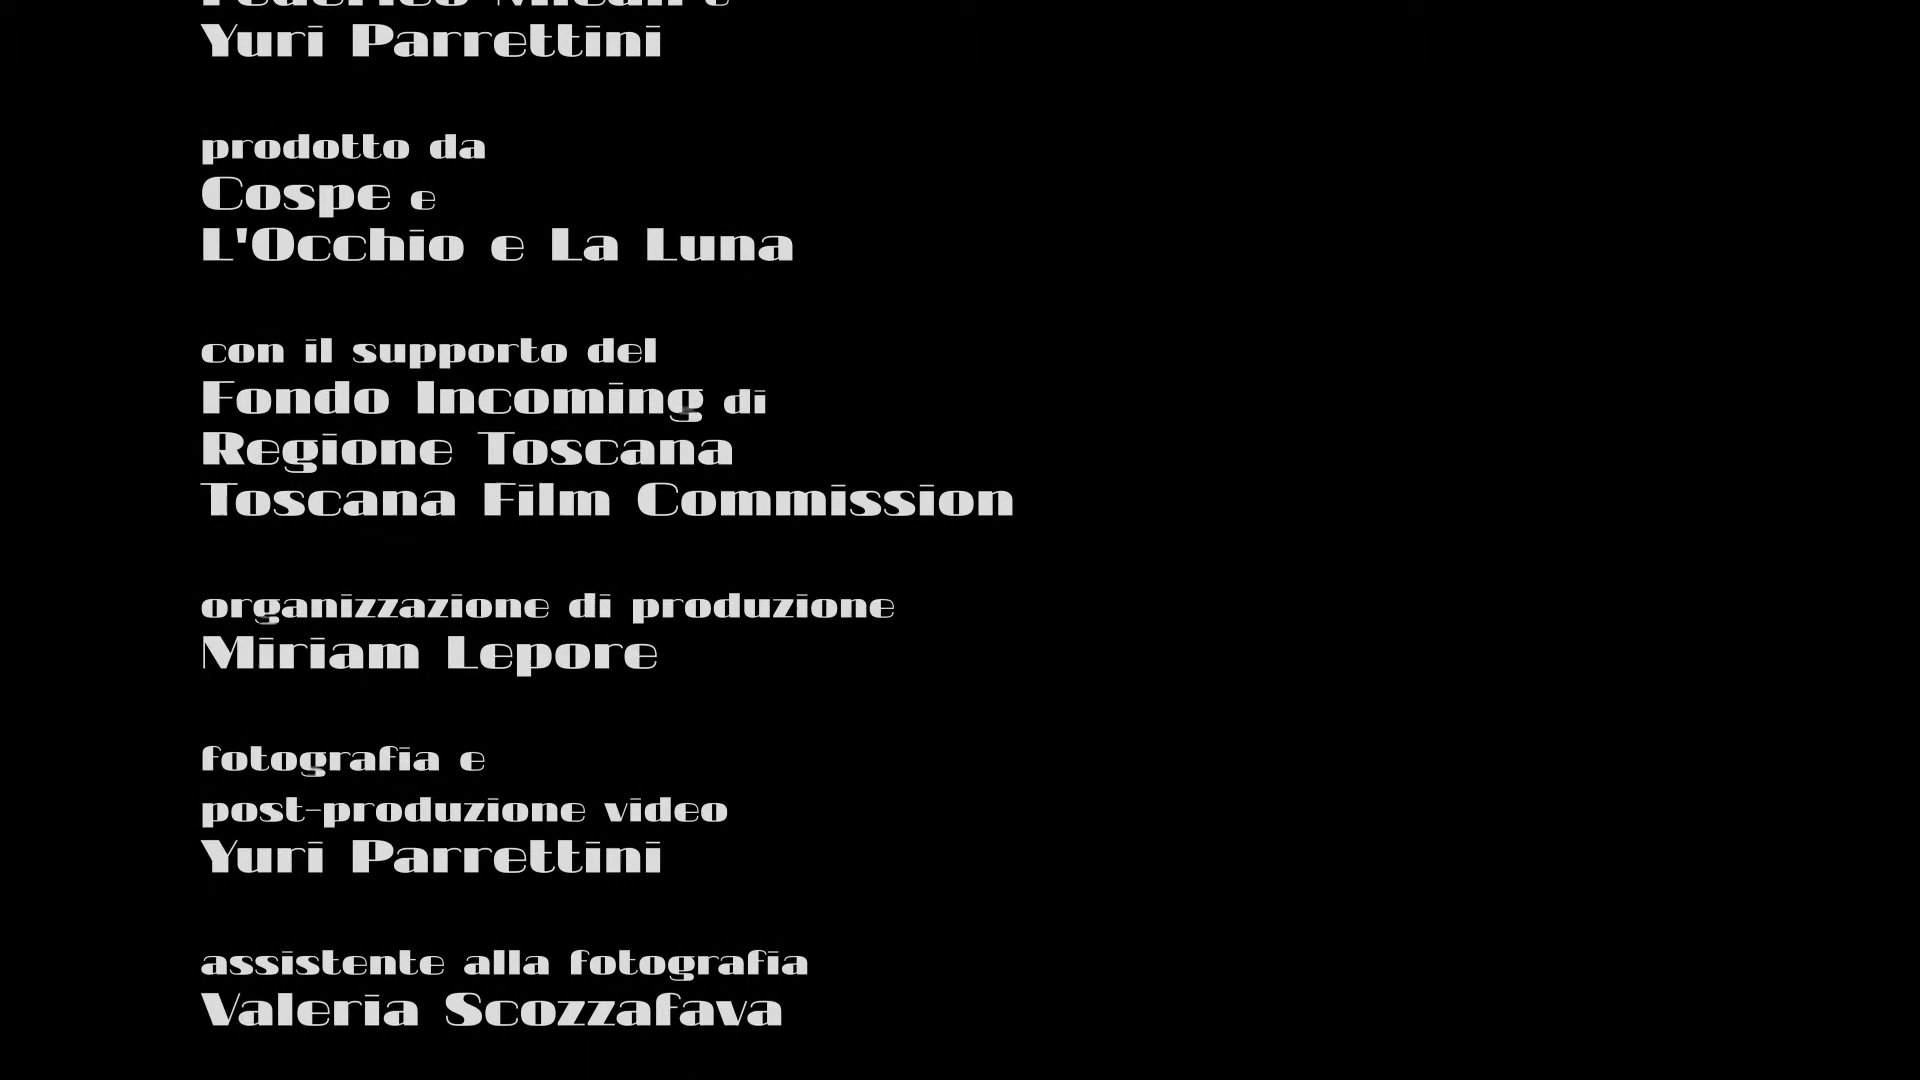 Federico
Yuri Parrettini
prodotto da
Cospe e
L'Occhio e La Luna
con il supporto del
Fondo Incoming di
Regione Toscana
Toscana Film Commission
organizzazione di produzione
Miriam Lepore
fotografia e
post-produzione video
Yuri Parrettini
assistente alla fotografia
Valeria Scozzafava